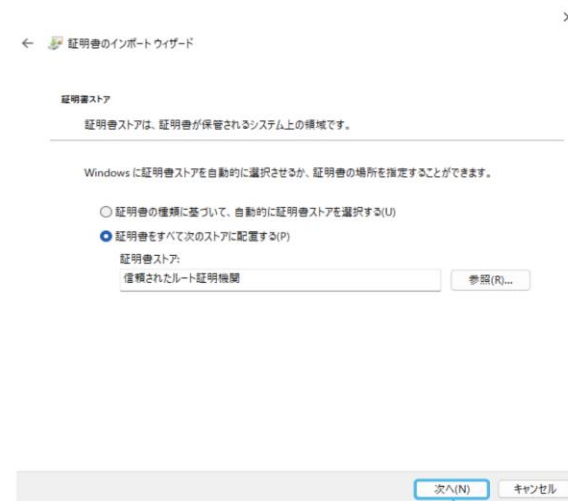 証明書のインポート ウィザード
証明書ストア
証明書ストアは、証明書が保管されるシステム上の領域です。
Windows に証明書ストアを自動的に選択させるか、証明書の場所を指定することができます。
証明書の種類に基づいて、自動的に証明書ストアを選択する(U)
証明書をすべて次のストアに配置する(P)
証明書ストア:
信頼されたルート証明機関
参照(R)...
次へ(N)
キャンセル